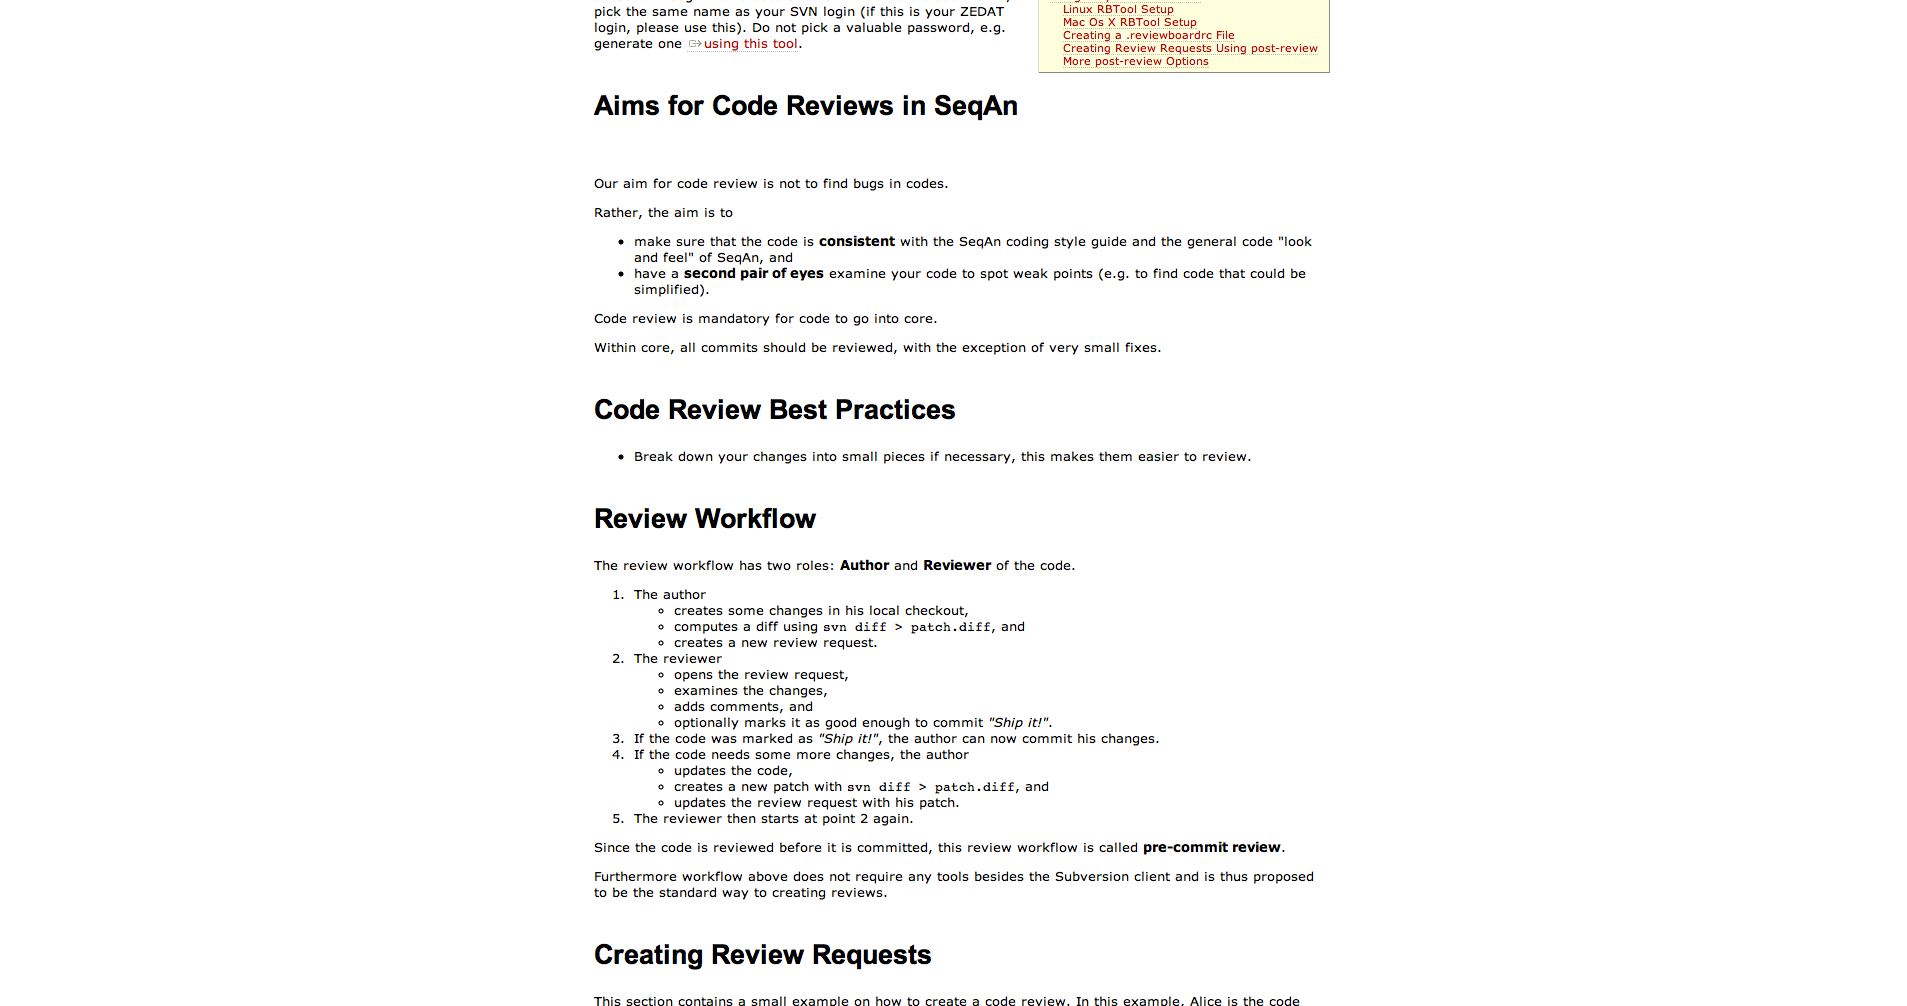 pick the same name as your SVN login (if this is your ZEDAT
login, please use this). Do not pick a valuable password, e.g.
generate one using this tool.
Linux RBTool Setup
Mac Os X RBTool Setup
Creating a .reviewboardrc File
Creating Review Requests Using post-review
More post-review Options
Aims for Code Reviews in SeqAn
Our aim for code review is not to find bugs in codes.
Rather, the aim is to
• make sure that the code is consistent with the SeqAn coding style guide and the general code "look
and feel" of SeqAn, and
• have a second pair of eyes examine your code to spot weak points (e.g. to find code that could be
simplified).
Code review is mandatory for code to go into core.
Within core, all commits should be reviewed, with the exception of very small fixes.
Code Review Best Practices
• Break down your changes into small pieces if necessary, this makes them easier to review.
Review Workflow
The review workflow has two roles: Author and Reviewer of the code.
1. The author
◦ creates some changes in his local checkout,
◦ computes a diff using svn diff > patch.diff, and
◦ creates a new review request.
2. The reviewer
◦ opens the review request,
◦ examines the changes,
◦ adds comments, and
◦ optionally marks it as good enough to commit "Ship it!".
3. If the code was marked as "Ship it!", the author can now commit his changes.
4. If the code needs some more changes, the author
◦ updates the code,
◦ creates a new patch with svn diff > patch.diff, and
◦ updates the review request with his patch.
5. The reviewer then starts at point 2 again.
Since the code is reviewed before it is committed, this review workflow is called pre-commit review.
Furthermore workflow above does not require any tools besides the Subversion client and is thus proposed
to be the standard way to creating reviews.
Creating Review Requests
This section contains a small example on how to create a code review. In this example, Alice is the code